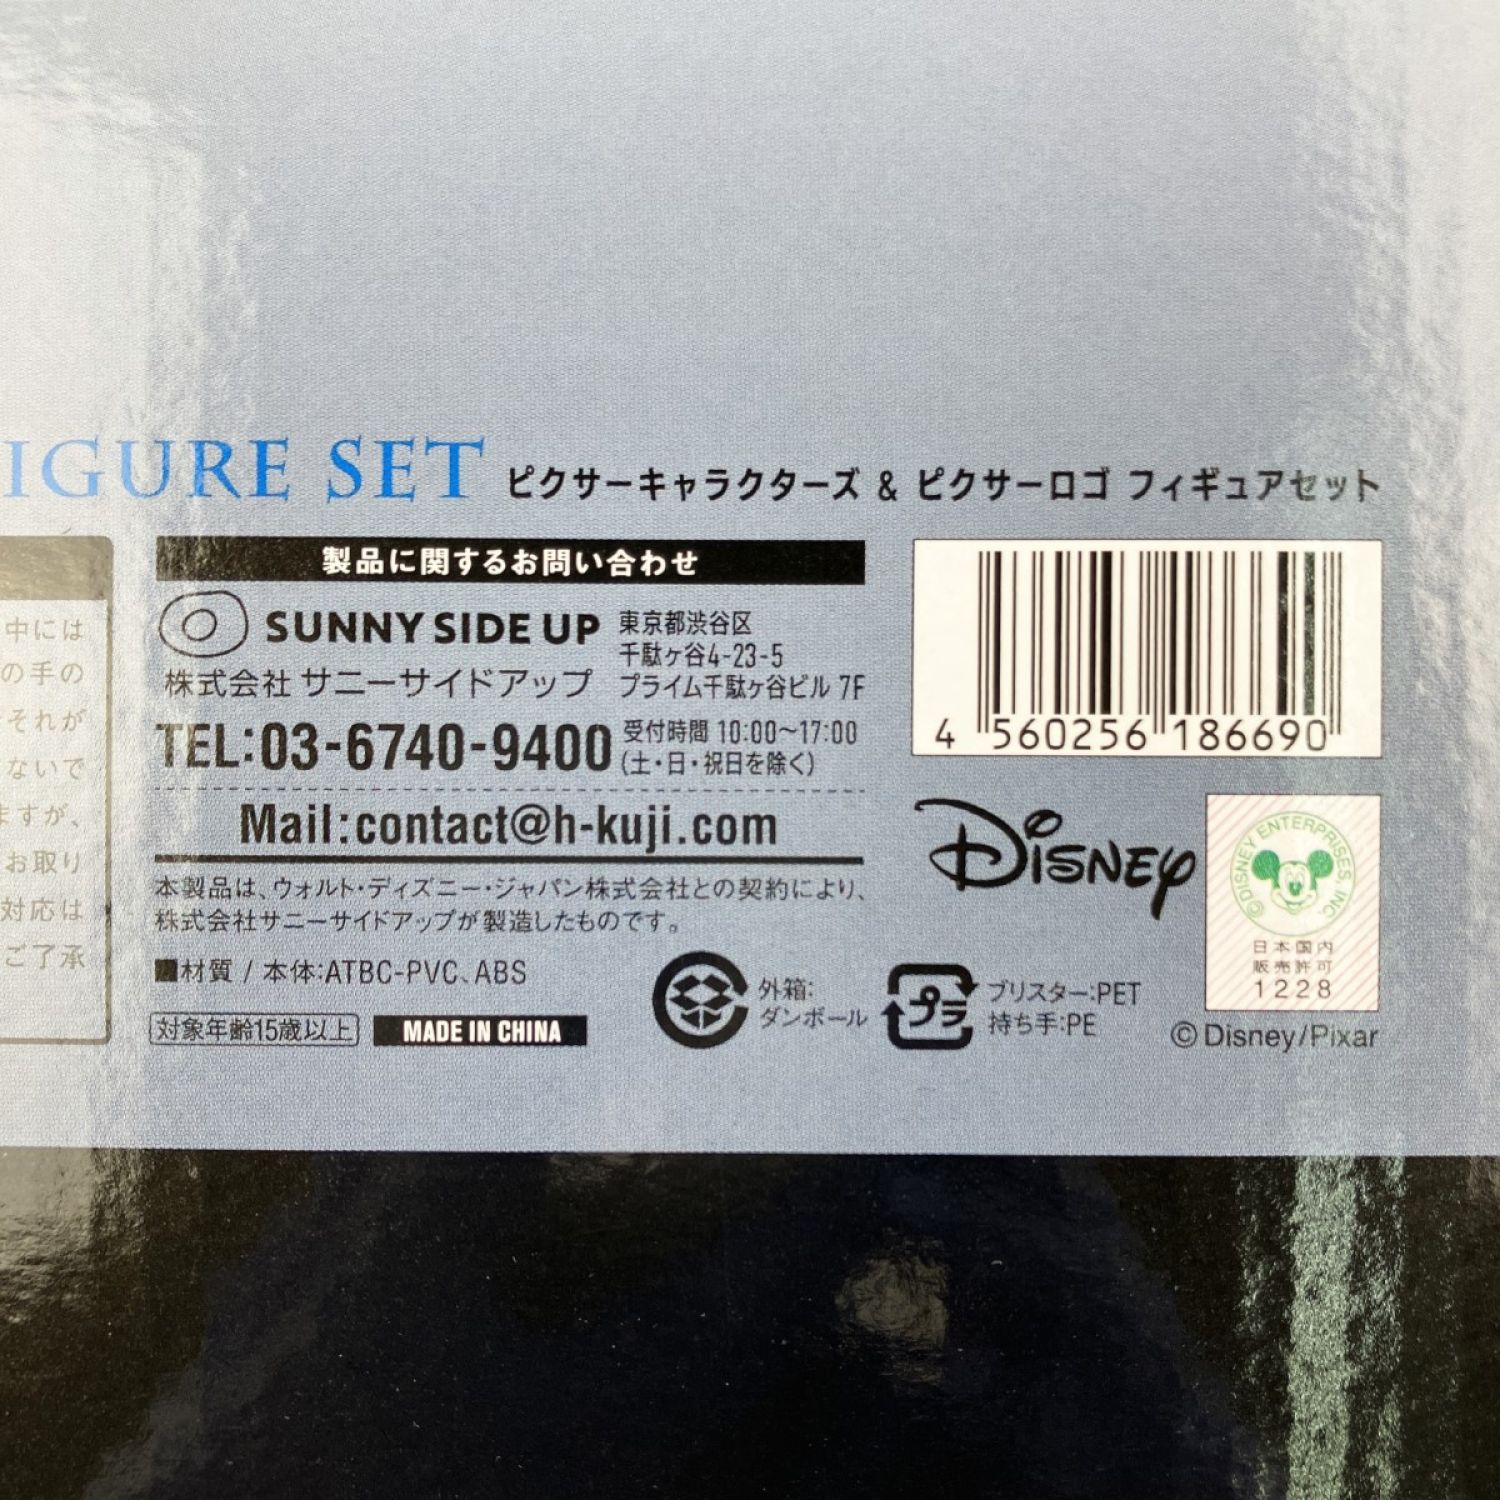 IGURE SET ピクサーキャラクターズ & ピクサーロゴ フィギュアセット
中には
の手の
それが
ないで
ますが、
お取り
対応は
ご了承
製品に関するお問い合わせ
SUNNY SIDE UP
株式会社 サニーサイドアップ
東京都渋谷区
千駄ヶ谷4-23-5
プライム千駄ヶ谷ビル 7F
TEL:03-6740-9400
受付時間 10:00～17:00
(土・日・祝日を除く)
Mail:contact@h-kuji.com
本製品は、ウォルト・ディズニー・ジャパン株式会社との契約により、
株式会社サニーサイドアップが製造したものです。
■材質 / 本体:ATBC-PVC、ABS
対象年齢15歳以上
MADE IN CHINA
外箱:
ダンボール
プラ
ブリスター:PET
持ち手:PE
4 560256 186690
Disney
©DISNEY ENTERPRISES, INC.
日本国内
販売許可
1228
©Disney/Pixar